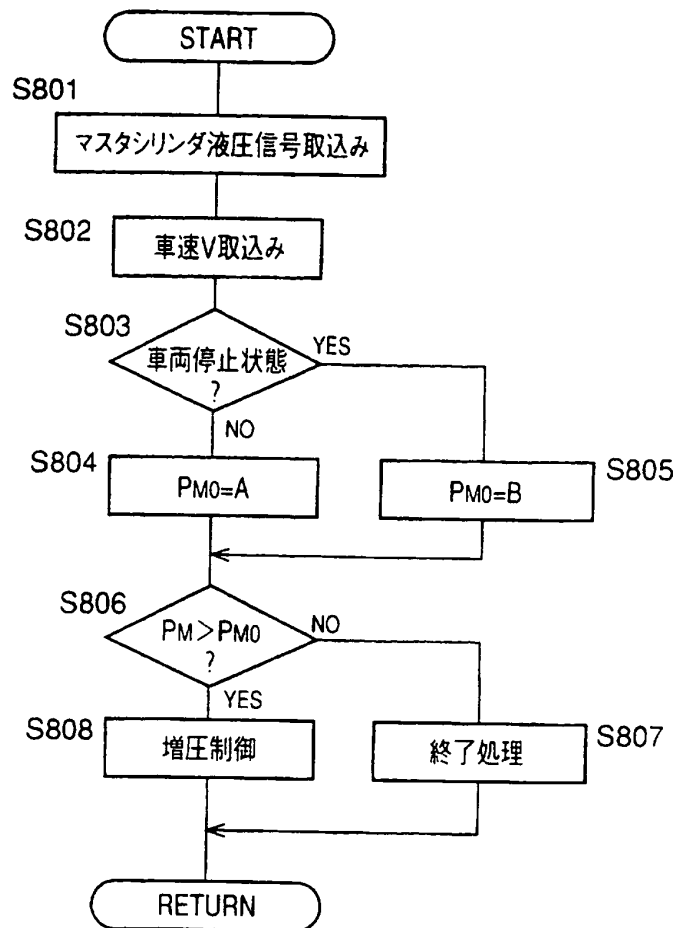 START
S801
マスタシリンダ液圧信号取込み
S802
車速V取込み
S803
車両停止状態
?
YES
NO
S804
PM0=A
PM0=B
S805
S806
PM>PM0
?
NO
YES
S808
増圧制御
終了処理
S807
RETURN